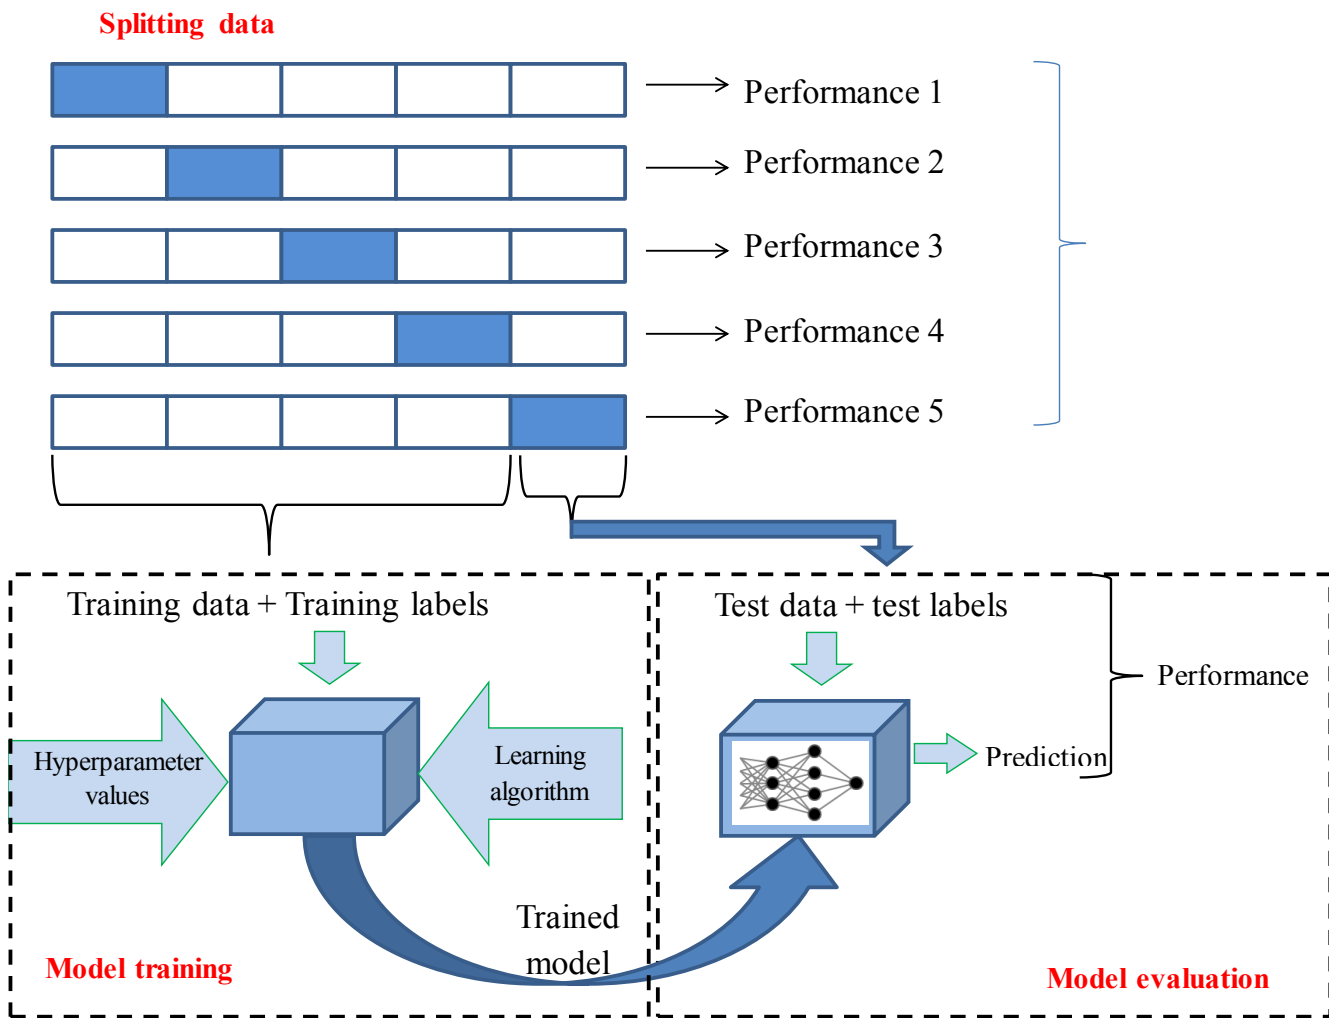 Splitting data
Performance 1
Performance 2
Performance 3
Performance 4
Performance 5
Training data + Training labels
Hyperparameter
values
Learning
algorithm
Trained
model
Model training
Test data + test labels
Prediction
Performance
Model evaluation